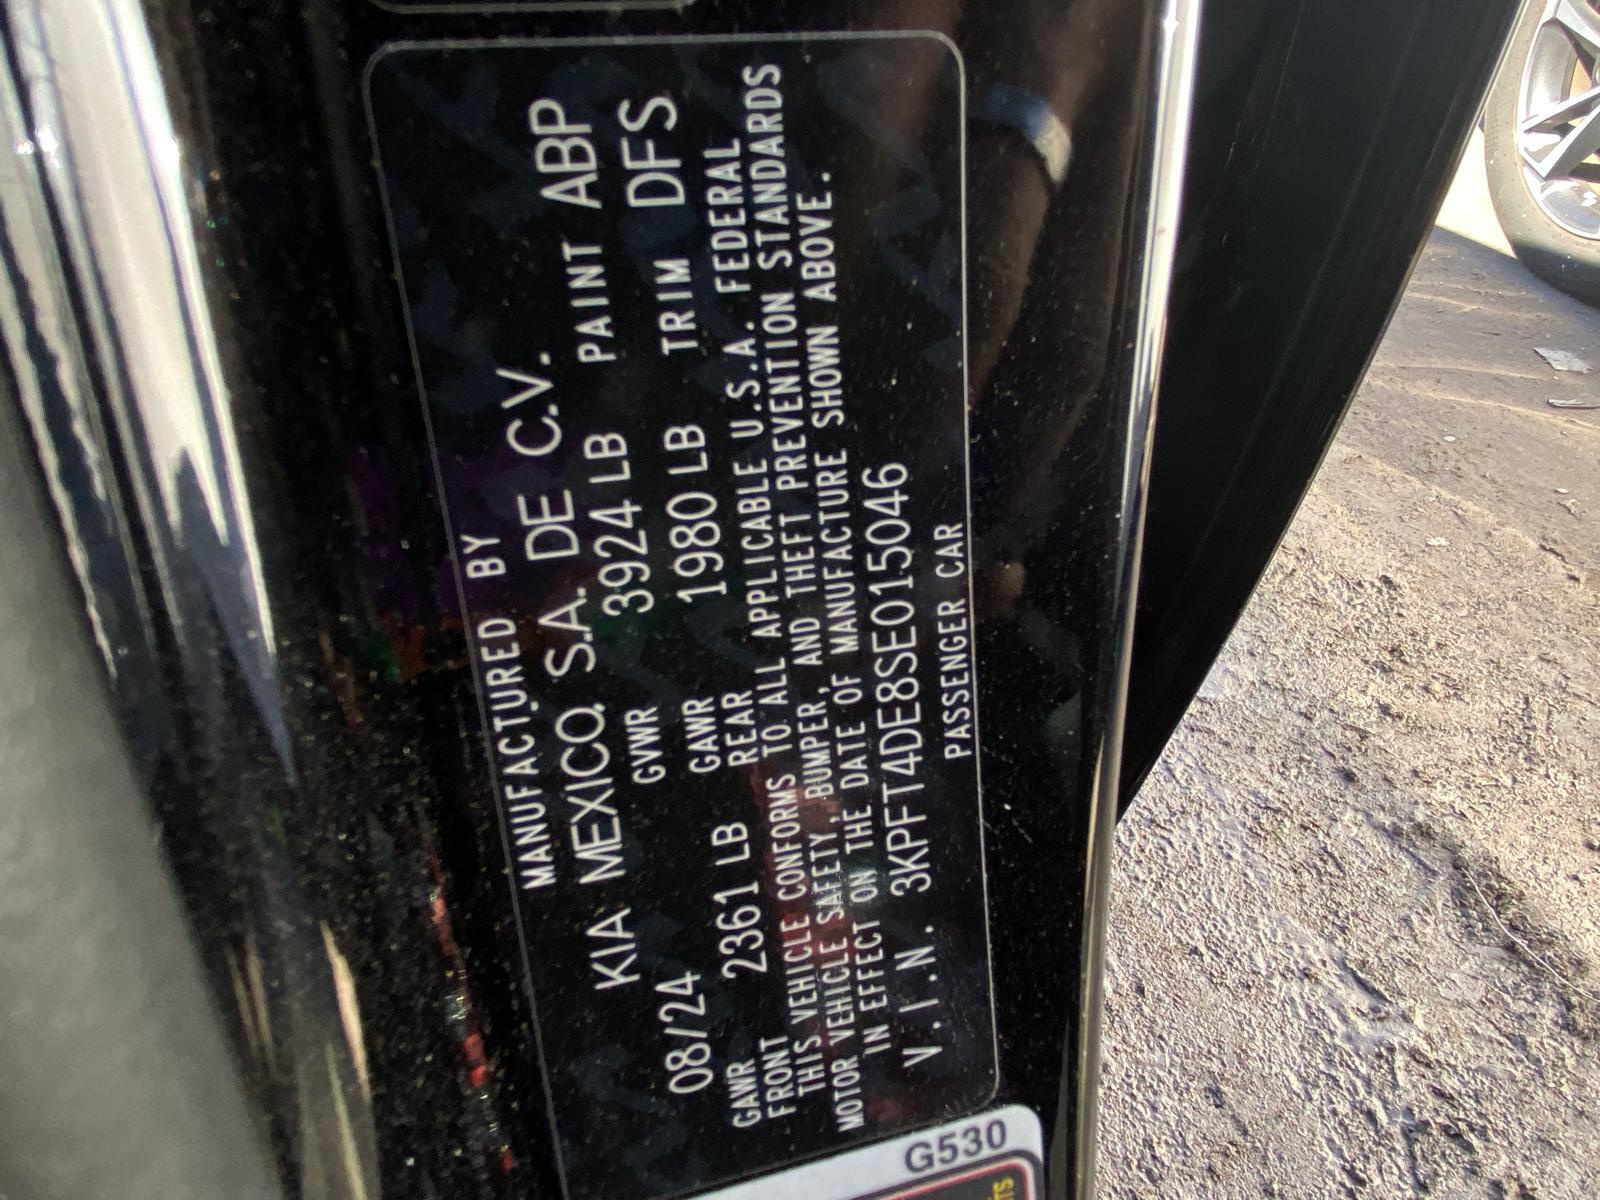 MANUFACTURED BY
KIA MEXICO. S.A. DE C.V.
08/24 GVWR 3924 LB PAINT ABP
GAWR FRONT 2361 LB GAWR REAR 1980 LB TRIM DFS
THIS VEHICLE CONFORMS TO ALL APPLICABLE U.S.A. FEDERAL
MOTOR VEHICLE SAFETY, BUMPER, AND THEFT PREVENTION STANDARDS
IN EFFECT ON THE DATE OF MANUFACTURE SHOWN ABOVE.
V.I.N. 3KPFT4DE8SE015046
PASSENGER CAR
G530